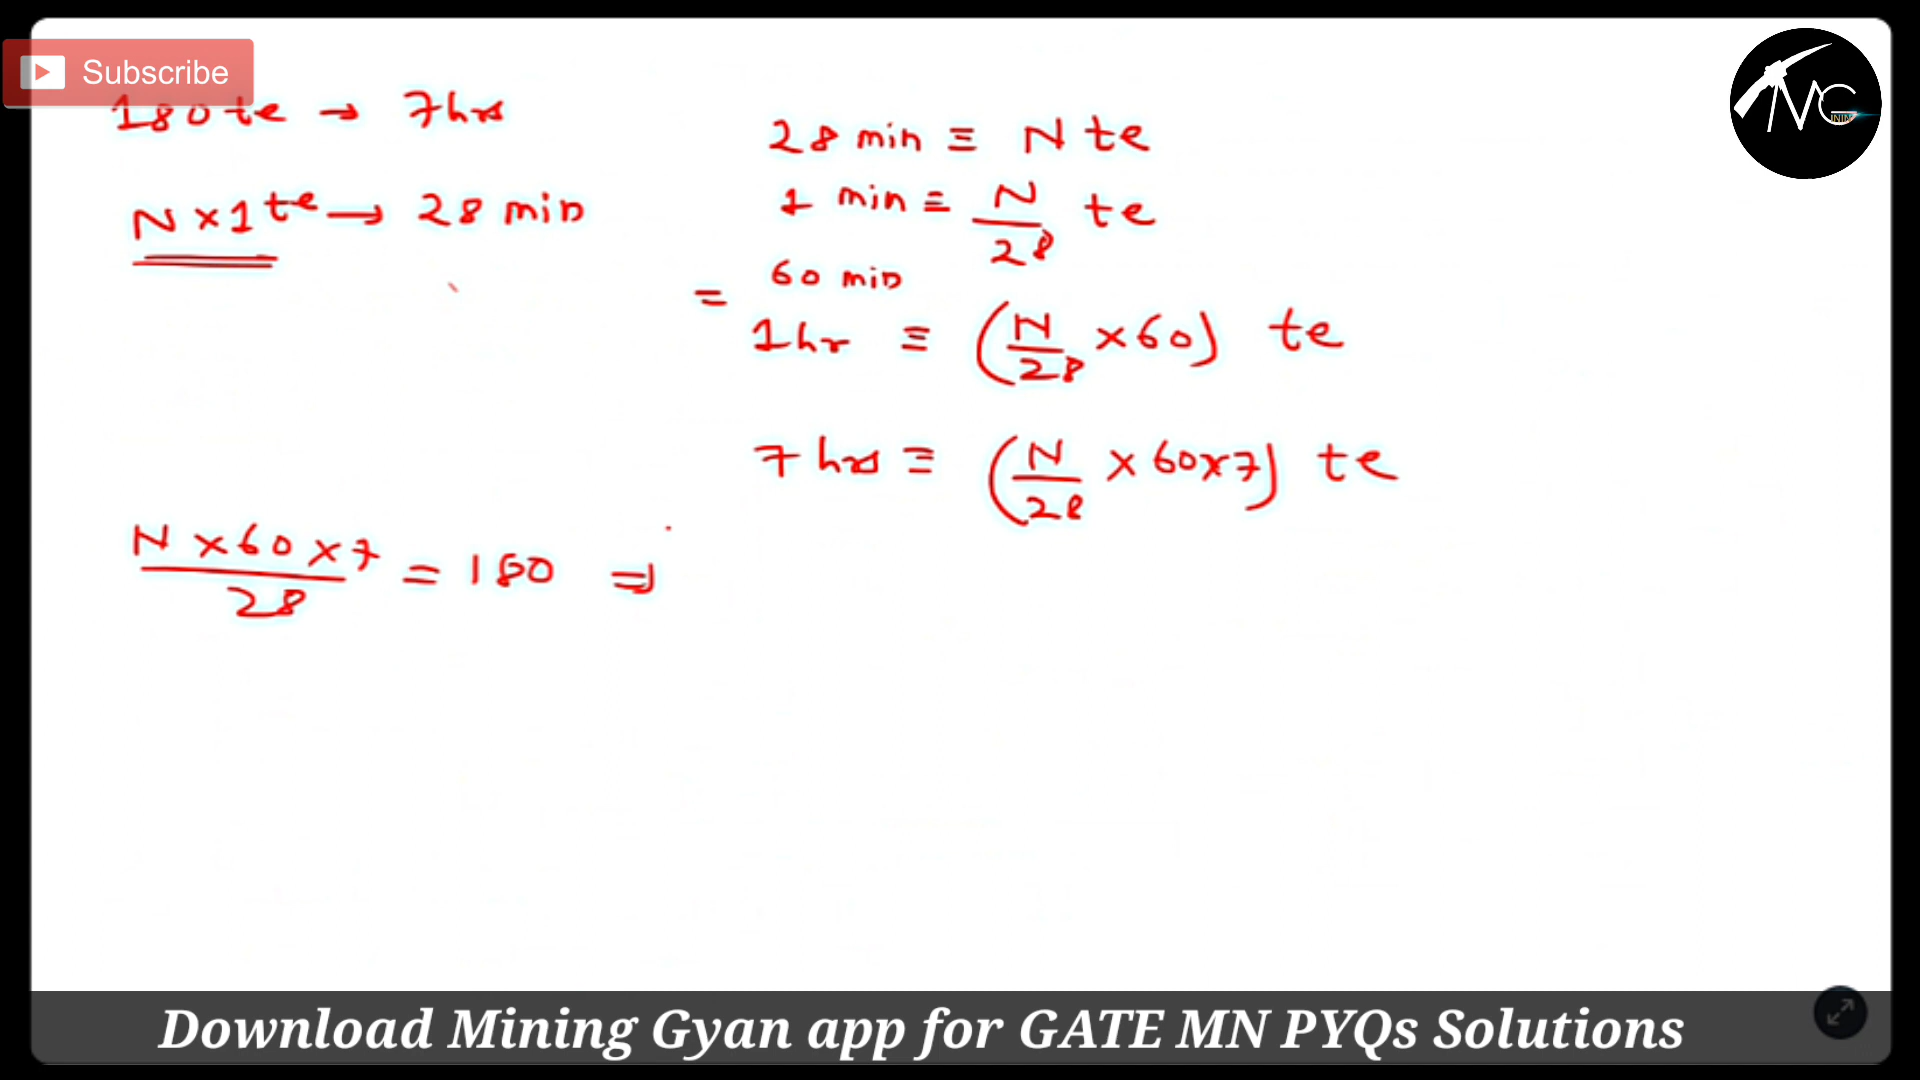 Subscribe
180 te → 7 hrs
N × 1 te → 28 min
28 min ≡ N te
1 min ≡ N/28 te
60 min
= 1 hr ≡ (N/28 × 60) te
7 hrs ≡ (N/28 × 60 × 7) te
N × 60 × 7 / 28 = 180 ⇒
Download Mining Gyan app for GATE MN PYQs Solutions